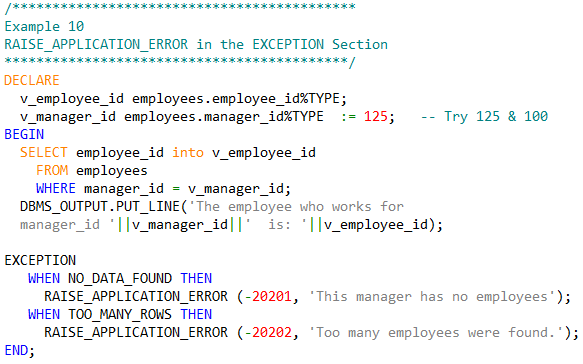 /*******************************************
Example 10
RAISE_APPLICATION_ERROR in the EXCEPTION Section
*******************************************/
DECLARE
  v_employee_id employees.employee_id%TYPE;
  v_manager_id employees.manager_id%TYPE  := 125;   -- Try 125 & 100
BEGIN
  SELECT employee_id into v_employee_id
    FROM employees
    WHERE manager_id = v_manager_id;
  DBMS_OUTPUT.PUT_LINE('The employee who works for
  manager_id '||v_manager_id||'  is: '||v_employee_id);
EXCEPTION
   WHEN NO_DATA_FOUND THEN
     RAISE_APPLICATION_ERROR (-20201, 'This manager has no employees');
   WHEN TOO_MANY_ROWS THEN
     RAISE_APPLICATION_ERROR (-20202, 'Too many employees were found.');
END;